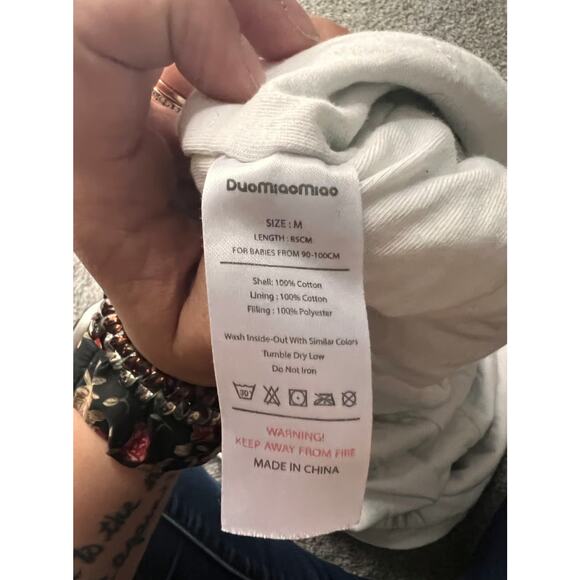 DuoMiaoMiao
SIZE : M
LENGTH : 85CM
FOR BABIES FROM 90-100CM
Shell: 100% Cotton
Lining : 100% Cotton
Filling : 100% Polyester
Wash Inside-Out With Similar Colors
Tumble Dry Low
Do Not Iron
30
WARNING!
KEEP AWAY FROM FIRE
MADE IN CHINA
to the